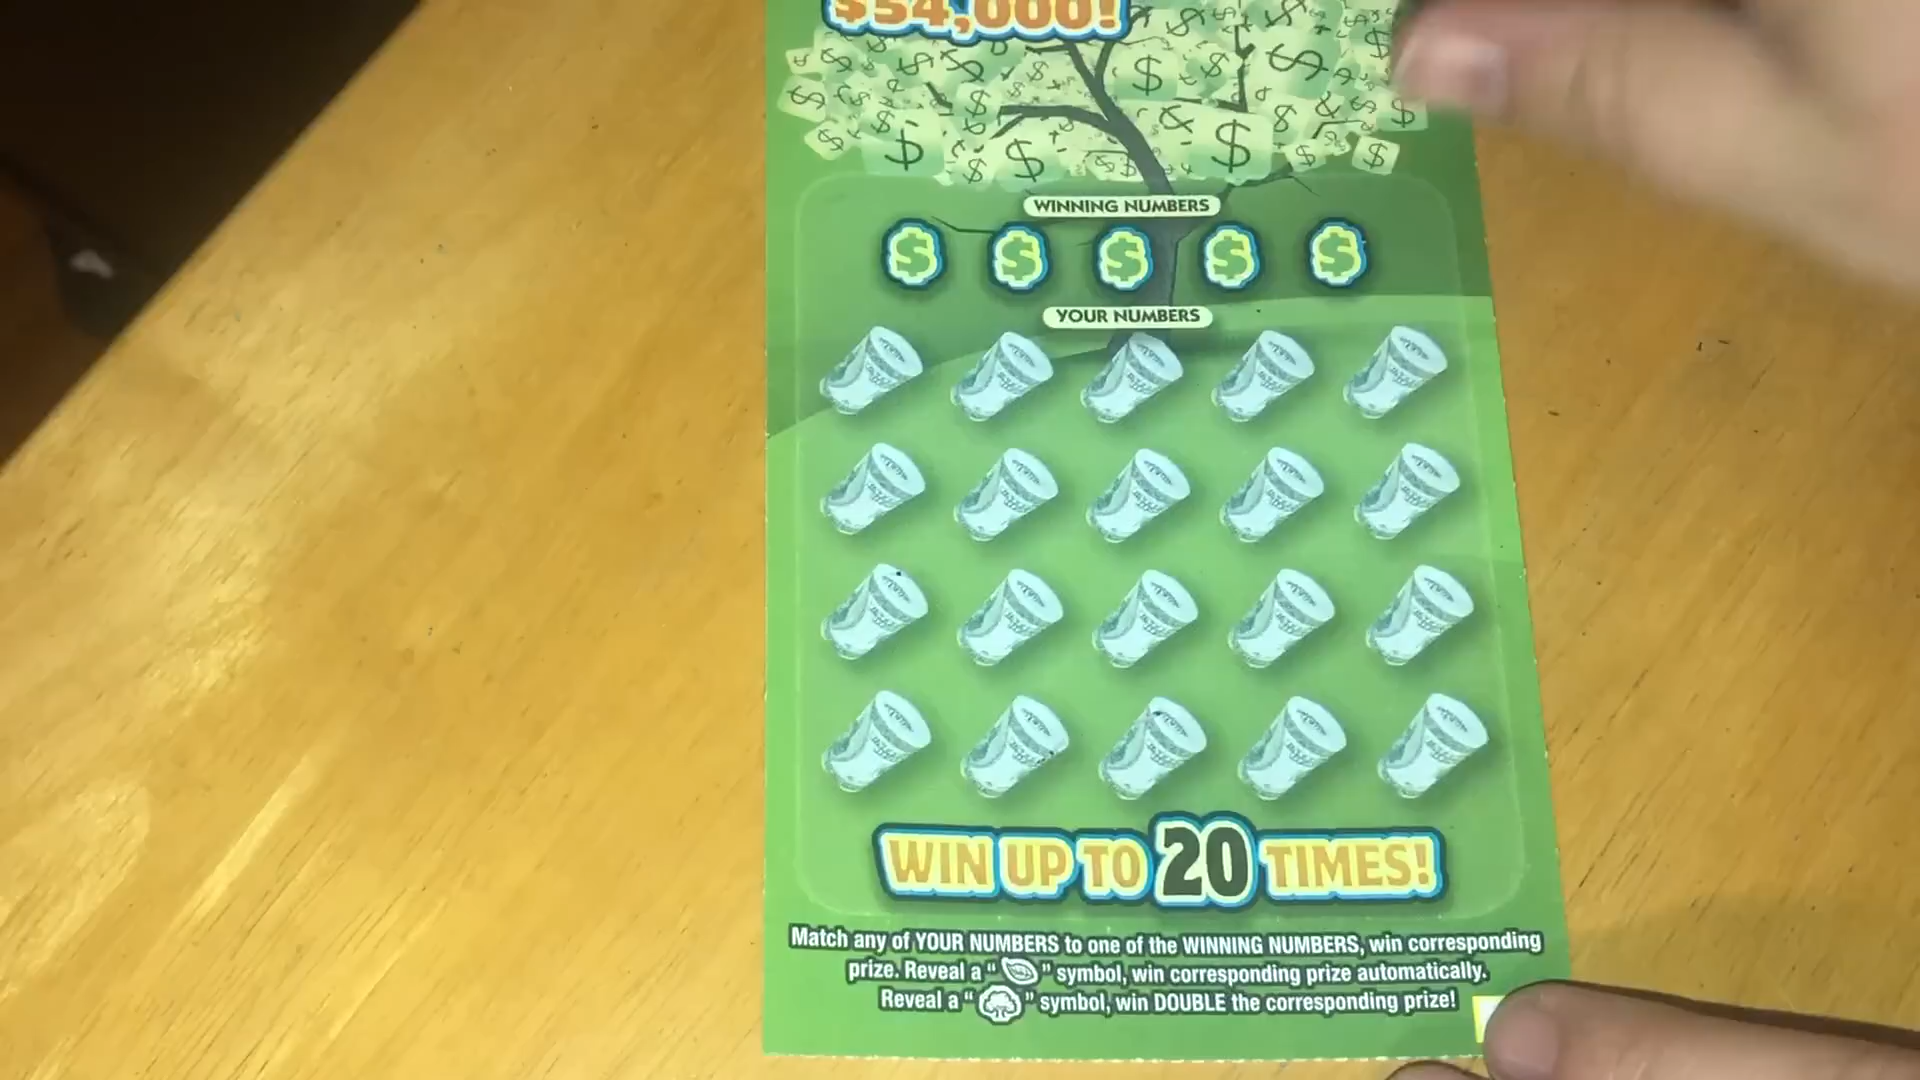 $54,000!
WINNING NUMBERS
$ $ $ $ $
YOUR NUMBERS
WIN UP TO 20 TIMES!
Match any of YOUR NUMBERS to one of the WINNING NUMBERS, win corresponding
prize. Reveal a " " symbol, win corresponding prize automatically.
Reveal a " " symbol, win DOUBLE the corresponding prize!